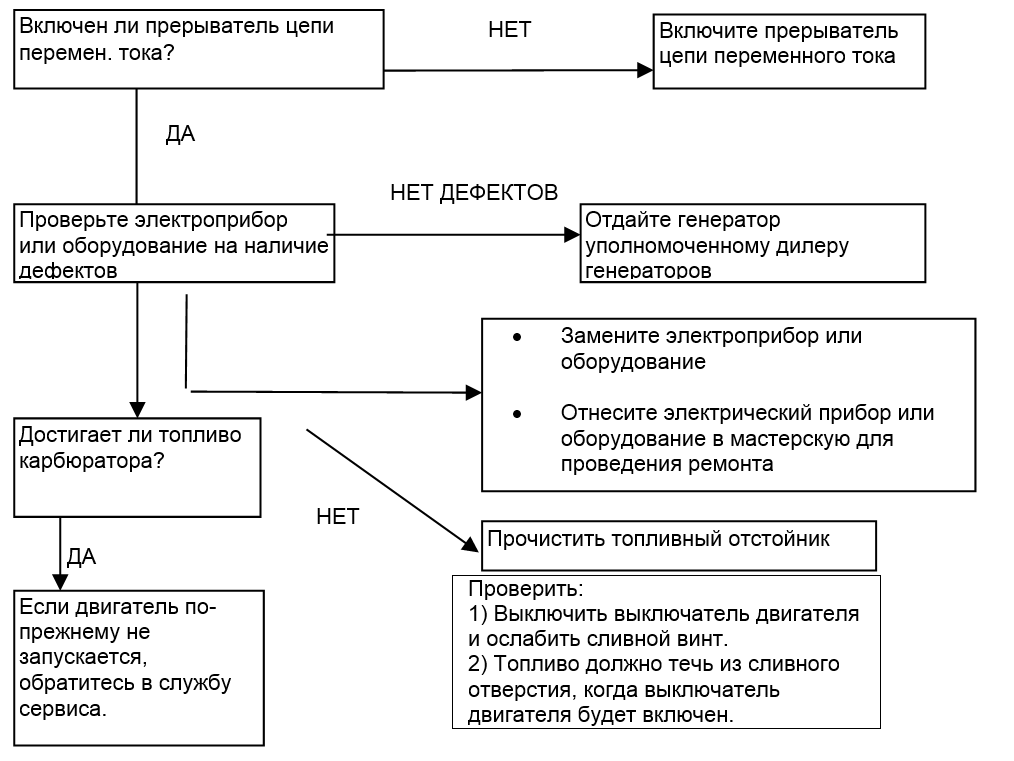 Включен ли прерыватель цепи
перемен. тока?
НЕТ
Включите прерыватель
цепи переменного тока
ДА
НЕТ ДЕФЕКТОВ
Проверьте электроприбор
или оборудование на наличие
дефектов
Отдайте генератор
уполномоченному дилеру
генераторов
• Замените электроприбор или
оборудование
• Отнесите электрический прибор или
оборудование в мастерскую для
проведения ремонта
Достигает ли топливо
карбюратора?
НЕТ
Прочистить топливный отстойник
ДА
Проверить:
1) Выключить выключатель двигателя
и ослабить сливной винт.
2) Топливо должно течь из сливного
отверстия, когда выключатель
двигателя будет включен.
Если двигатель по-
прежнему не
запускается,
обратитесь в службу
сервиса.